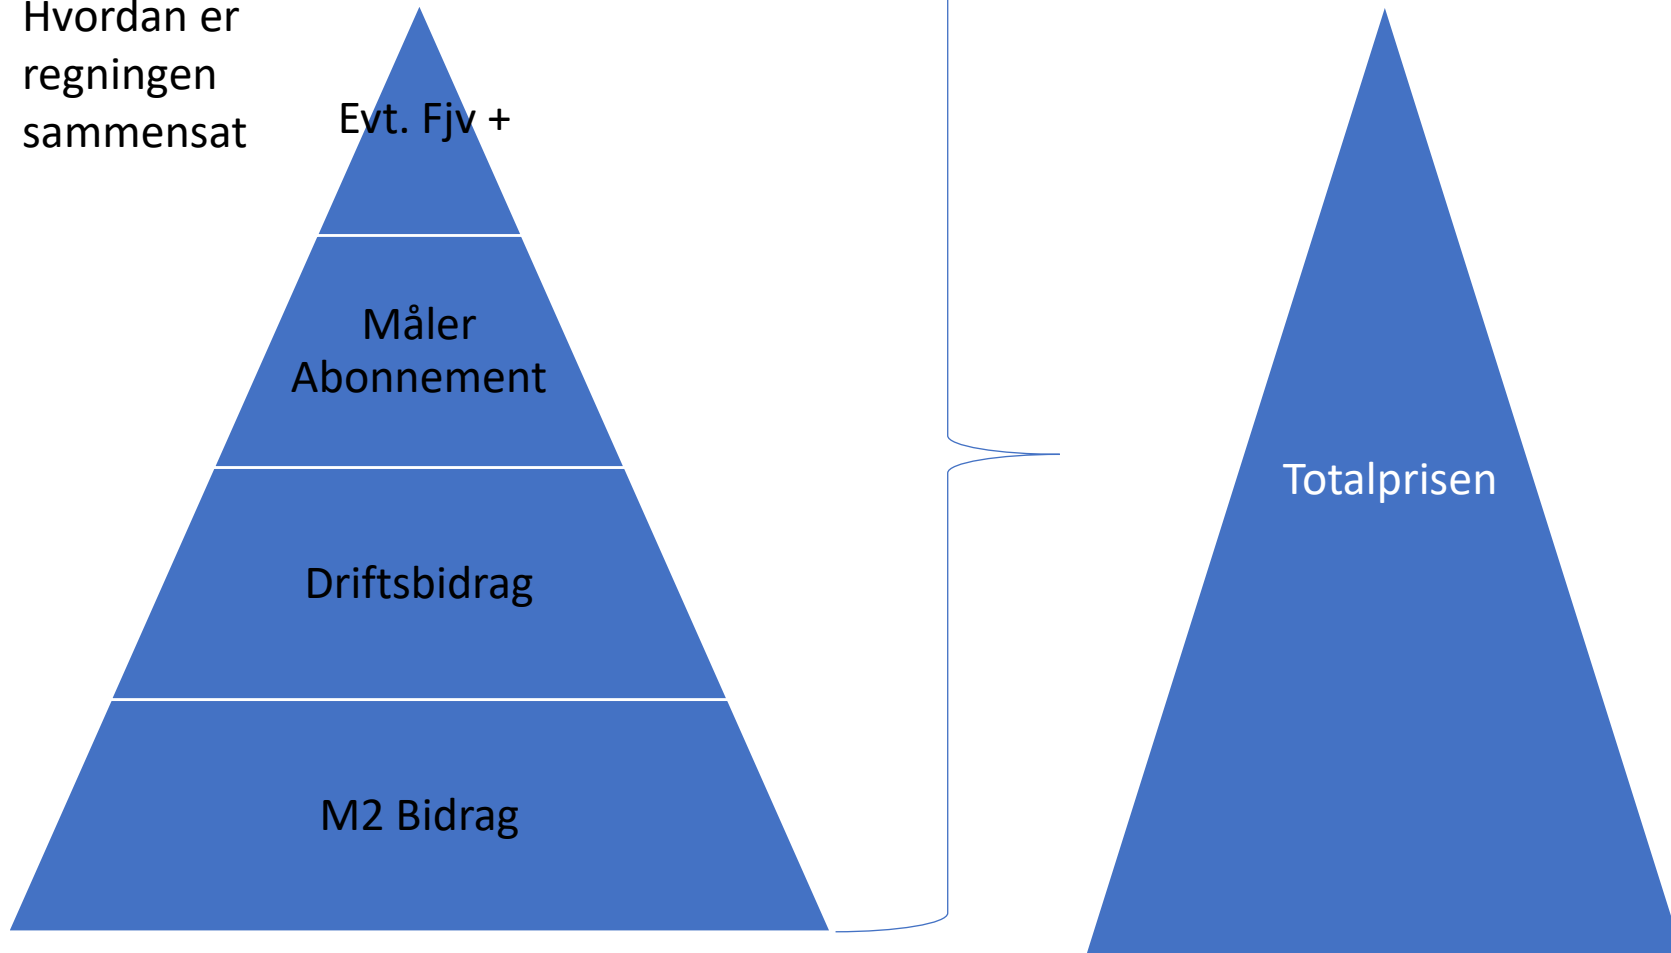 Hvordan er
regningen
sammensat
Evt. Fjv +
Måler
Abonnement
Driftsbidrag
M2 Bidrag
Totalprisen